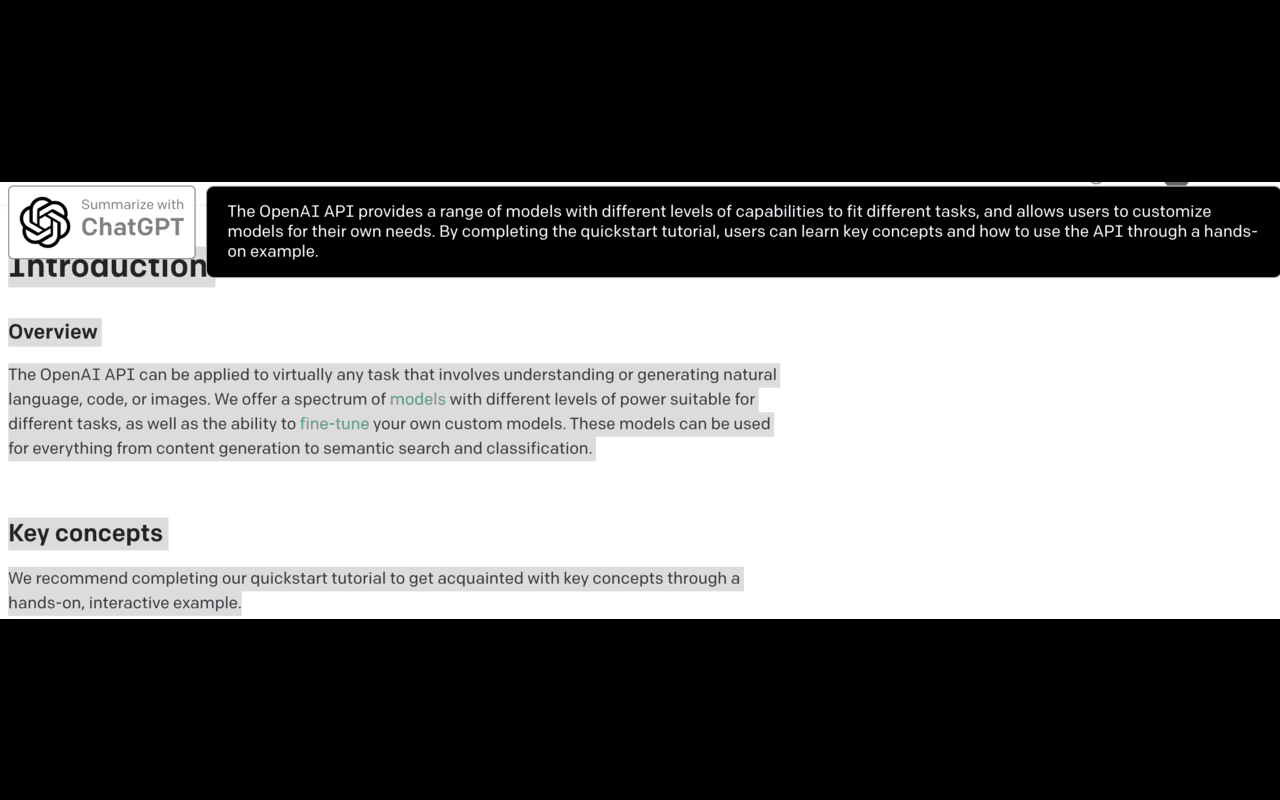 Summarize with
ChatGPT
The OpenAI API provides a range of models with different levels of capabilities to fit different tasks, and allows users to customize
models for their own needs. By completing the quickstart tutorial, users can learn key concepts and how to use the API through a hands-
on example.
Introduction
Overview
The OpenAI API can be applied to virtually any task that involves understanding or generating natural
language, code, or images. We offer a spectrum of models with different levels of power suitable for
different tasks, as well as the ability to fine-tune your own custom models. These models can be used
for everything from content generation to semantic search and classification.
Key concepts
We recommend completing our quickstart tutorial to get acquainted with key concepts through a
hands-on, interactive example.